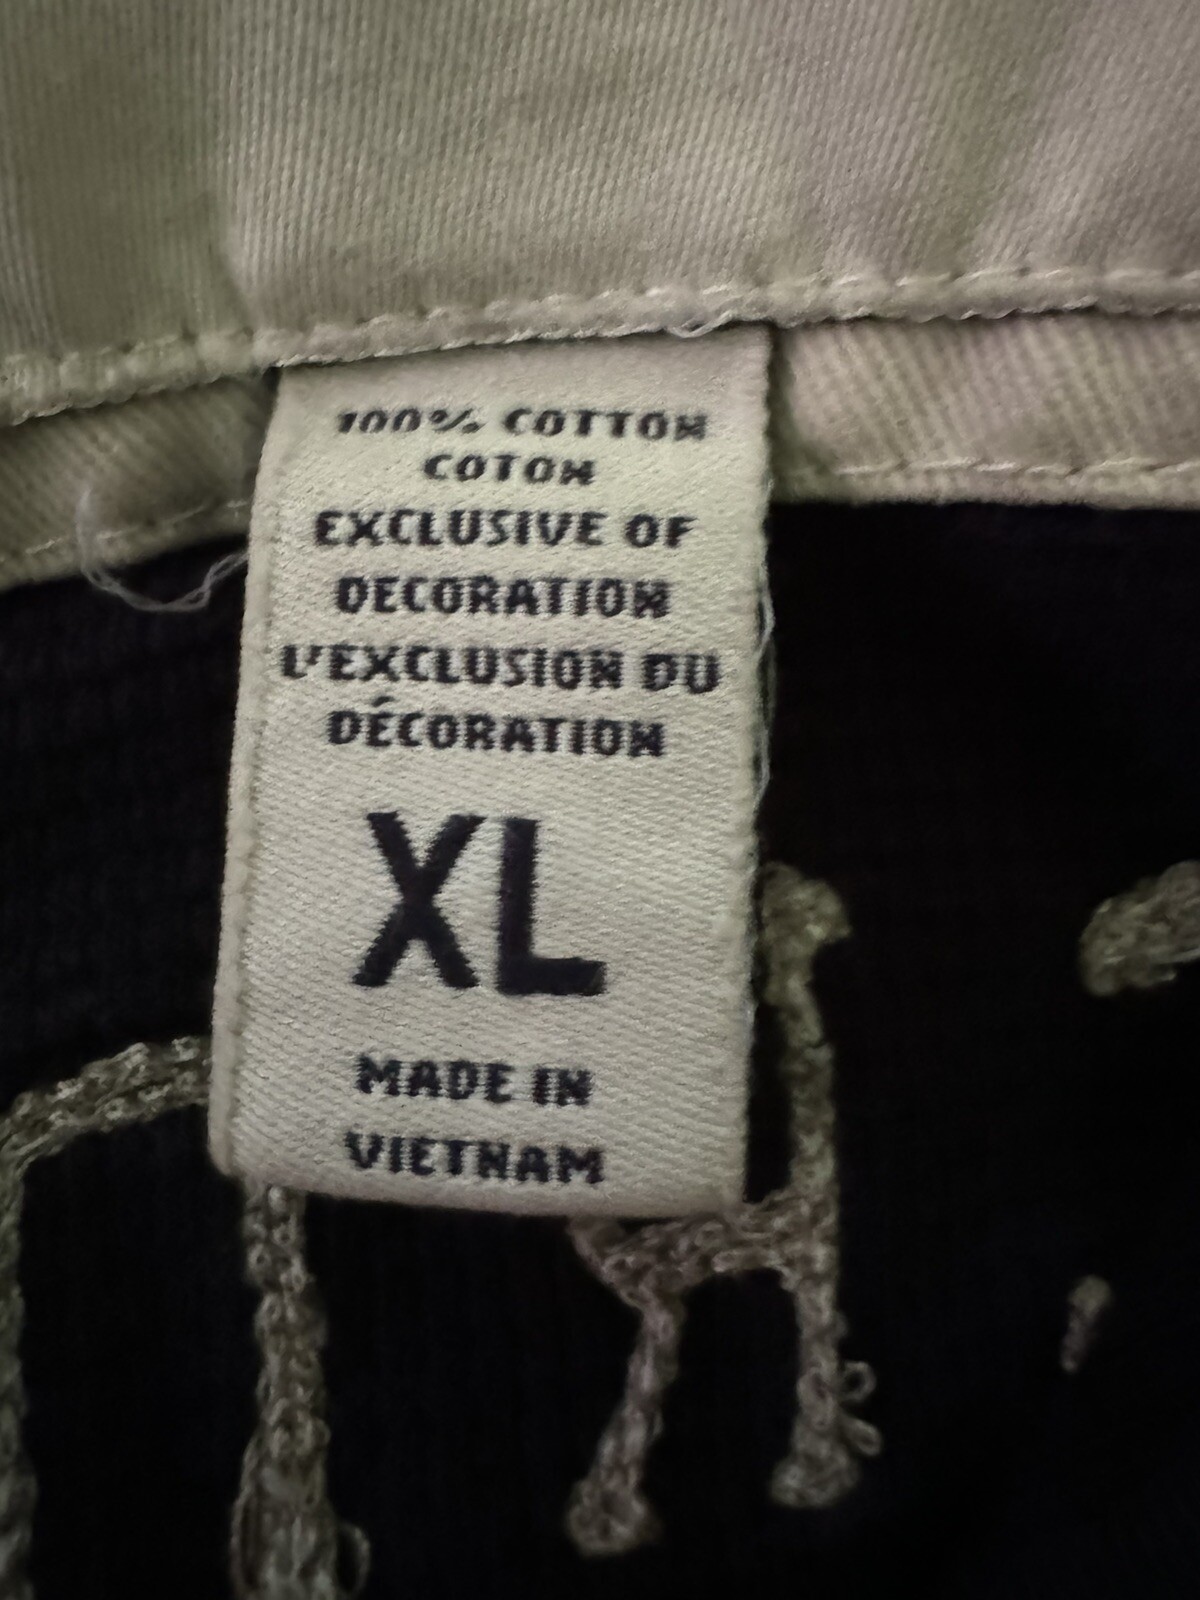 100% COTTON
COTON
EXCLUSIVE OF
DECORATION
L'EXCLUSION DU
DÉCORATION
XL
MADE IN
VIETNAM